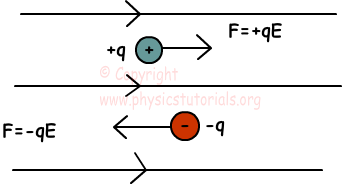 F=+qE
+q
+
© Copyright
www.physicstutorials.org
F=-qE
-
-q